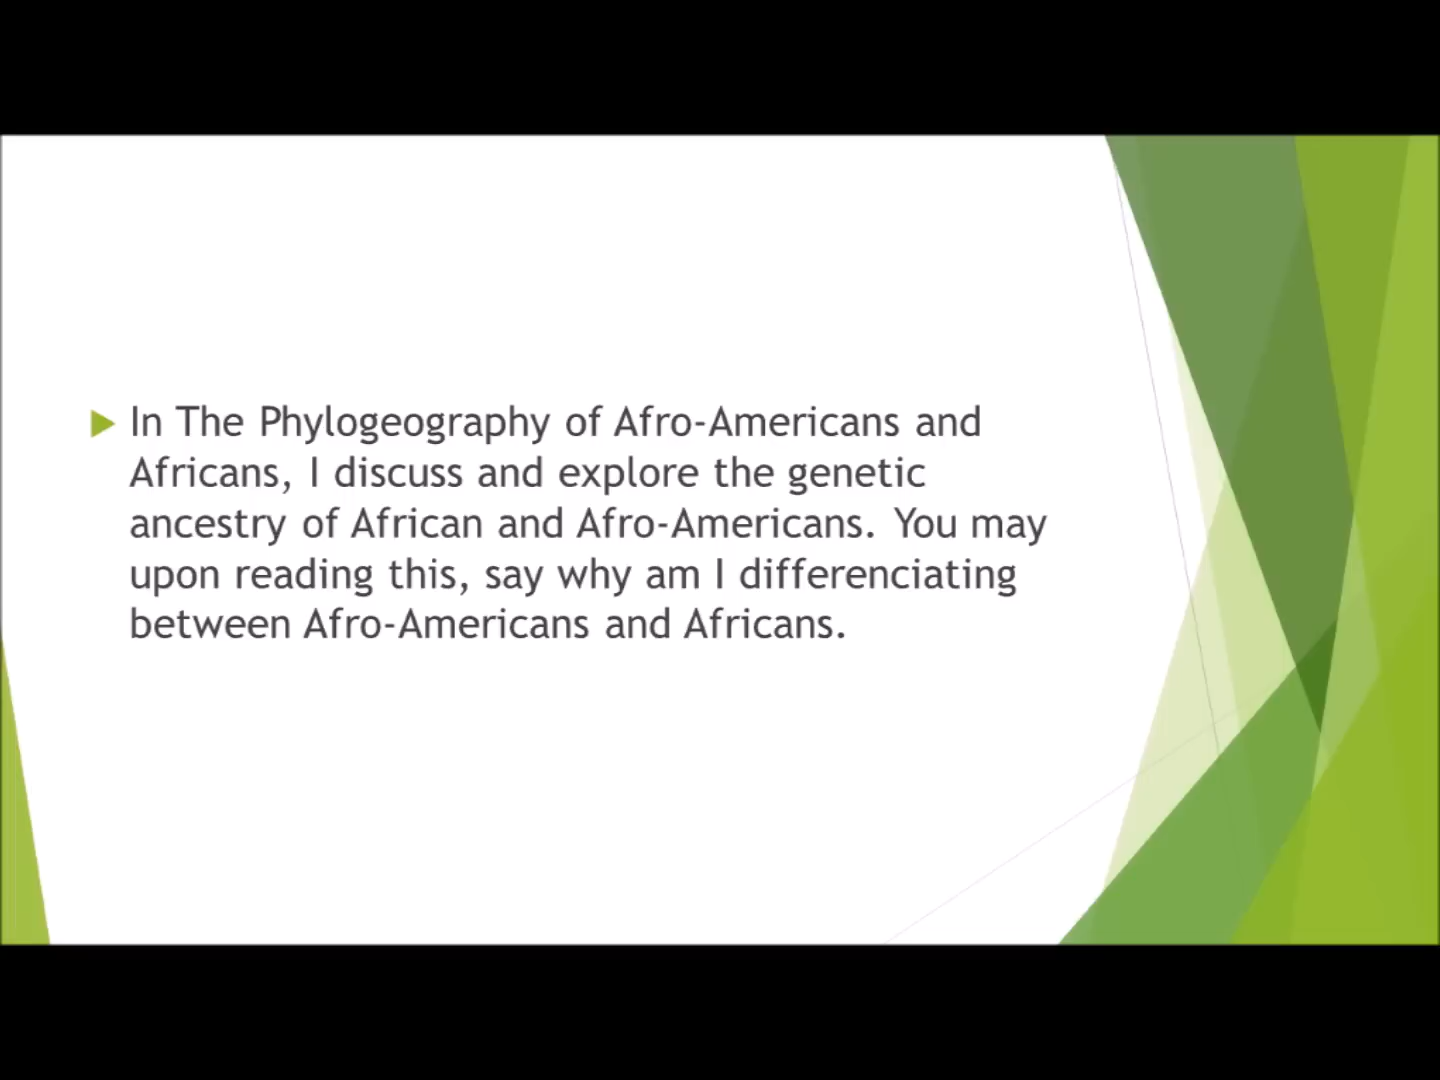 In The Phylogeography of Afro-Americans and
Africans, I discuss and explore the genetic
ancestry of African and Afro-Americans. You may
upon reading this, say why am I differenciating
between Afro-Americans and Africans.